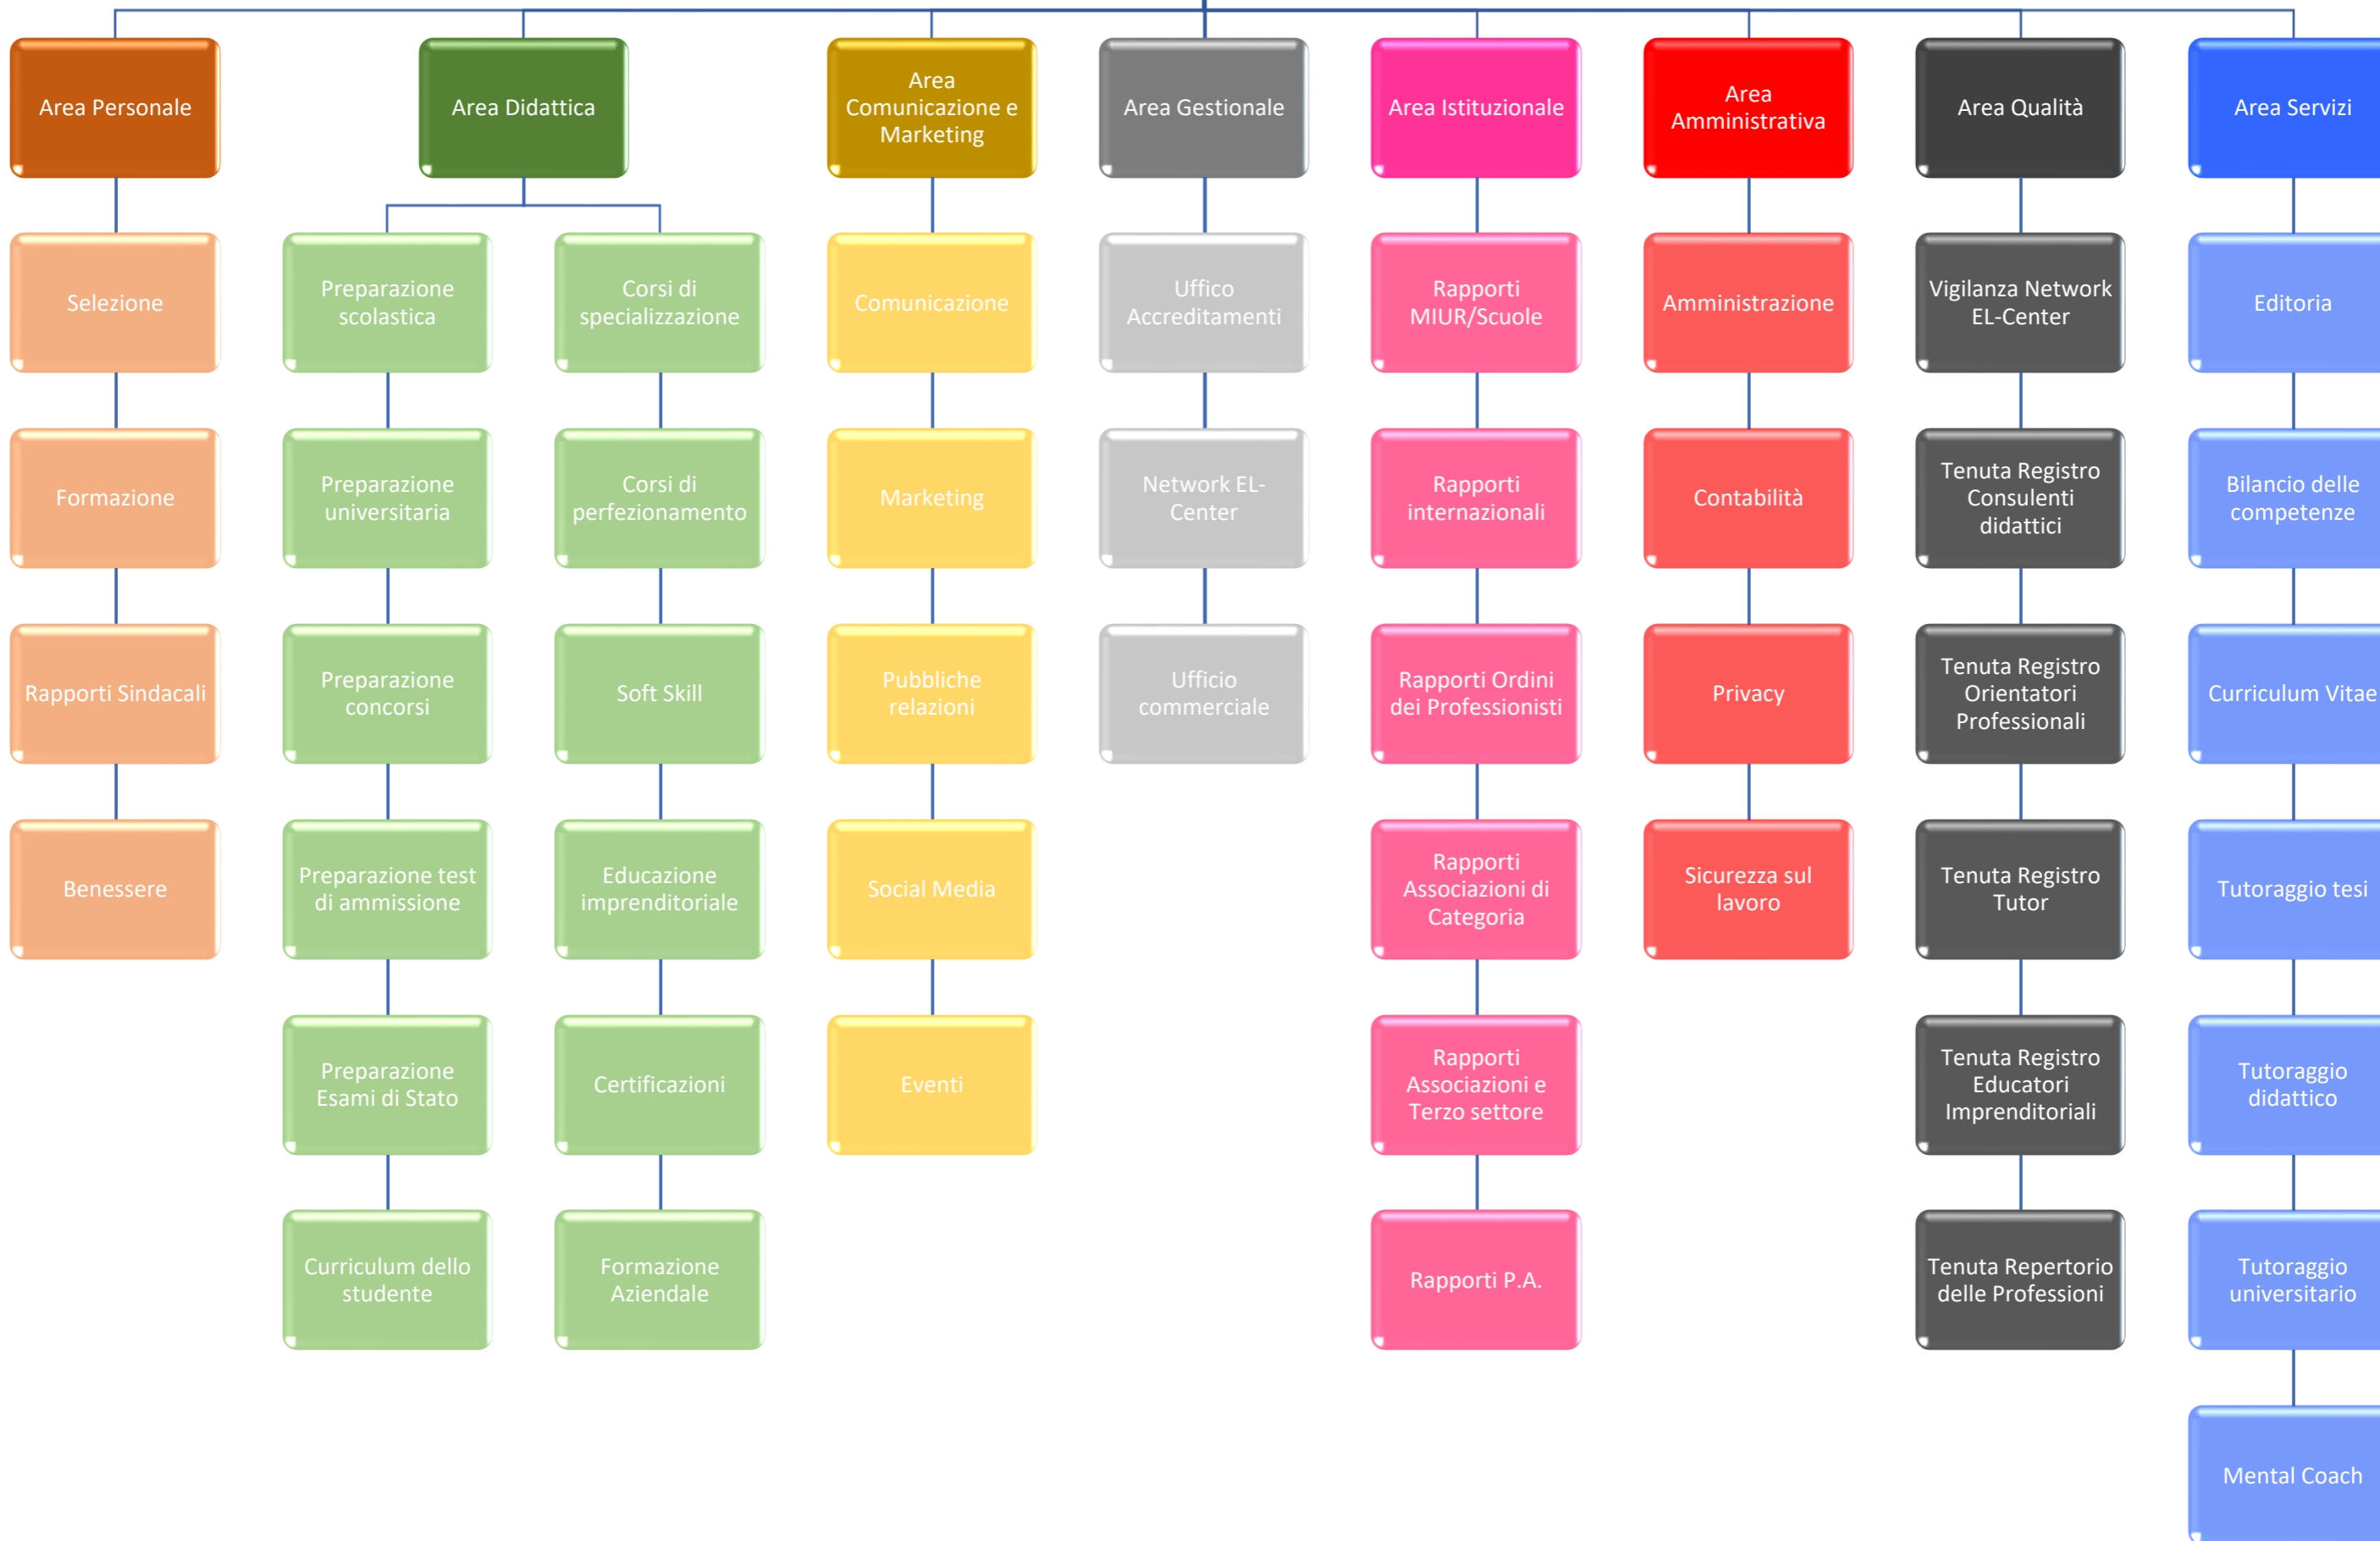 Area Personale
Area Didattica
Area
Comunicazione e
Marketing
Area Gestionale
Area Istituzionale
Area
Amministrativa
Area Qualità
Area Servizi
Selezione
Preparazione
scolastica
Corsi di
specializzazione
Comunicazione
Uffico
Accreditamenti
Rapporti
MIUR/Scuole
Amministrazione
Vigilanza Network
EL-Center
Editoria
Formazione
Preparazione
universitaria
Corsi di
perfezionamento
Marketing
Network EL-
Center
Rapporti
internazionali
Contabilità
Tenuta Registro
Consulenti
didattici
Bilancio delle
competenze
Rapporti Sindacali
Preparazione
concorsi
Soft Skill
Pubbliche
relazioni
Ufficio
commerciale
Rapporti Ordini
dei Professionisti
Privacy
Tenuta Registro
Orientatori
Professionali
Curriculum Vitae
Benessere
Preparazione test
di ammissione
Educazione
imprenditoriale
Social Media
Rapporti
Associazioni di
Categoria
Sicurezza sul
lavoro
Tenuta Registro
Tutor
Tutoraggio tesi
Preparazione
Esami di Stato
Certificazioni
Eventi
Rapporti
Associazioni e
Terzo settore
Tenuta Registro
Educatori
Imprenditoriali
Tutoraggio
didattico
Curriculum dello
studente
Formazione
Aziendale
Rapporti P.A.
Tenuta Repertorio
delle Professioni
Tutoraggio
universitario
Mental Coach